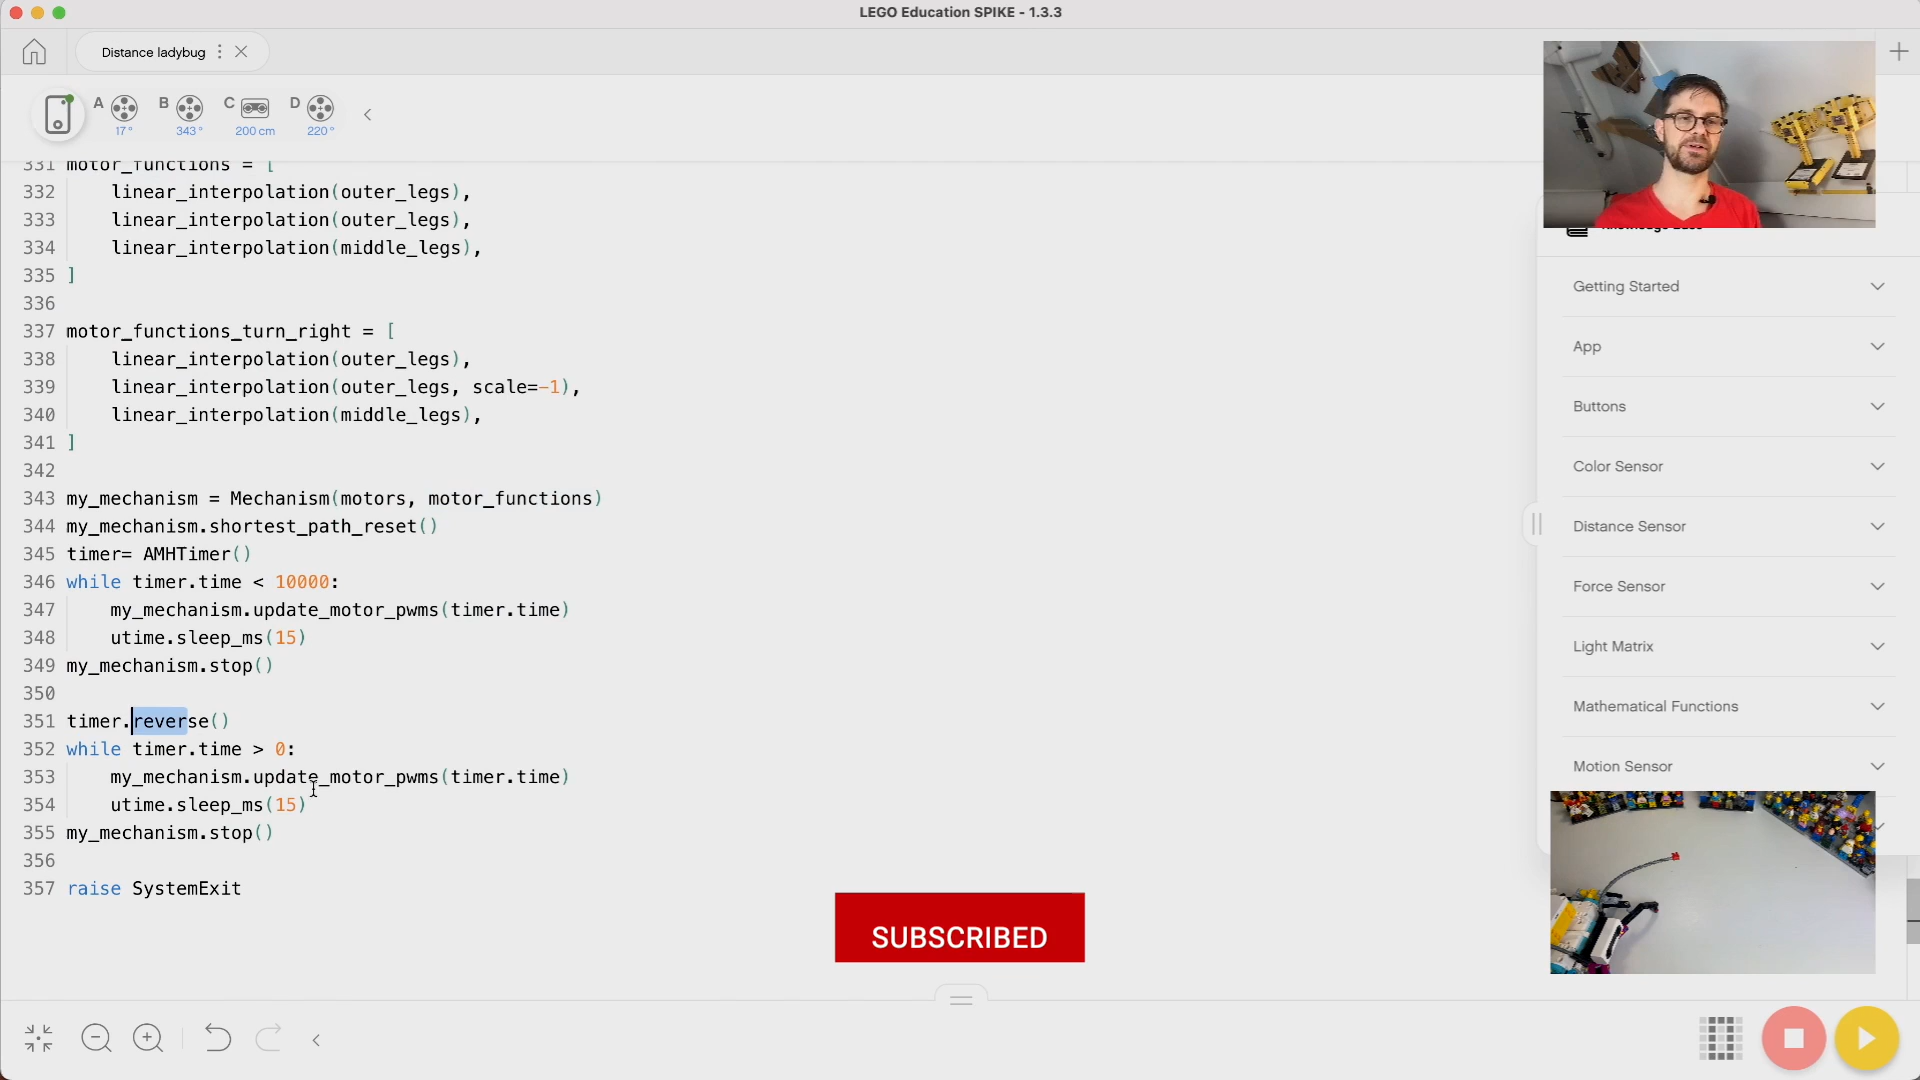 LEGO Education SPIKE - 1.3.3
Distance ladybug
A B C D
17° 343° 200 cm 220°
331 motor_functions = [
332 linear_interpolation(outer_legs),
333 linear_interpolation(outer_legs),
334 linear_interpolation(middle_legs),
335 ]
336
337 motor_functions_turn_right = [
338 linear_interpolation(outer_legs),
339 linear_interpolation(outer_legs, scale=-1),
340 linear_interpolation(middle_legs),
341 ]
342
343 my_mechanism = Mechanism(motors, motor_functions)
344 my_mechanism.shortest_path_reset()
345 timer= AMHTimer()
346 while timer.time < 10000:
347 my_mechanism.update_motor_pwms(timer.time)
348 utime.sleep_ms(15)
349 my_mechanism.stop()
350
351 timer.reverse()
352 while timer.time > 0:
353 my_mechanism.update_motor_pwms(timer.time)
354 utime.sleep_ms(15)
355 my_mechanism.stop()
356
357 raise SystemExit
Getting Started
App
Buttons
Color Sensor
Distance Sensor
Force Sensor
Light Matrix
Mathematical Functions
Motion Sensor
SUBSCRIBED